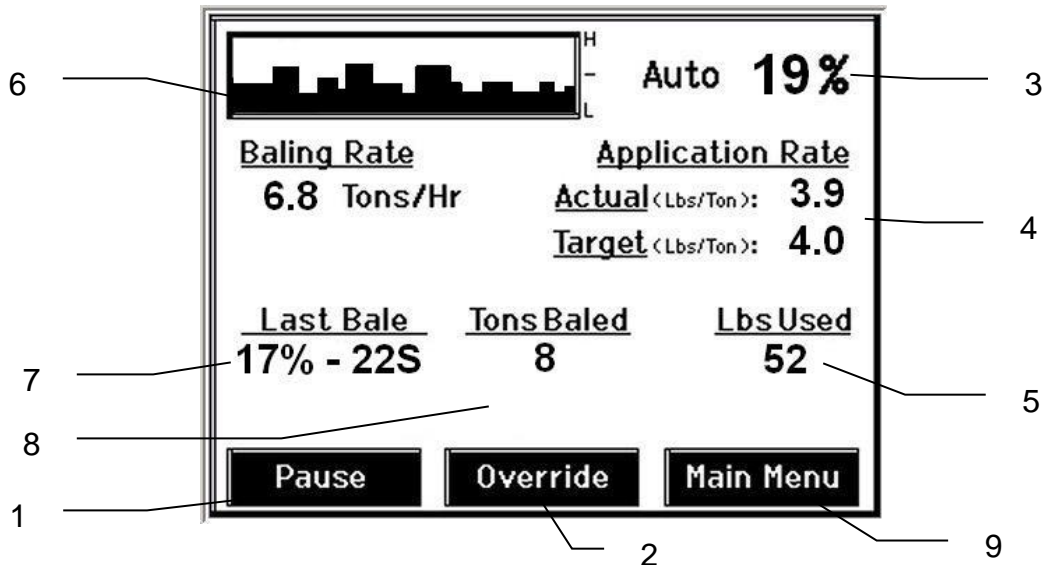 H
6
Auto 19%
3
–
L
Baling Rate
Application Rate
6.8 Tons/Hr
Actual (Lbs/Ton): 3.9
4
Target (Lbs/Ton): 4.0
Last Bale
Tons Baled
Lbs Used
17% - 22S
8
52
7
5
8
Pause
Override
Main Menu
1
2
9